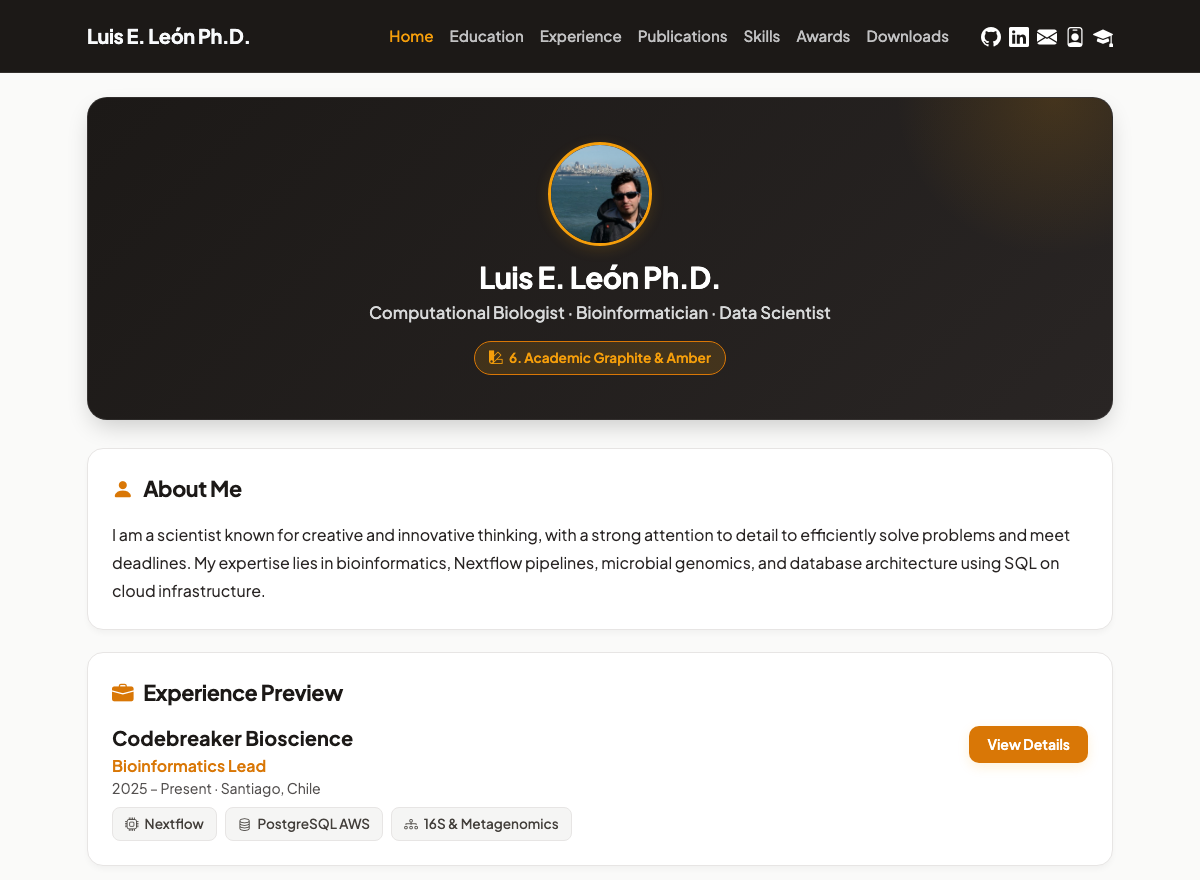 Luis E. León Ph.D.
Home Education Experience Publications Skills Awards Downloads
Luis E. León Ph.D.
Computational Biologist · Bioinformatician · Data Scientist
6. Academic Graphite & Amber
About Me
I am a scientist known for creative and innovative thinking, with a strong attention to detail to efficiently solve problems and meet
deadlines. My expertise lies in bioinformatics, Nextflow pipelines, microbial genomics, and database architecture using SQL on
cloud infrastructure.
Experience Preview
Codebreaker Bioscience
View Details
Bioinformatics Lead
2025 – Present · Santiago, Chile
Nextflow PostgreSQL AWS 16S & Metagenomics